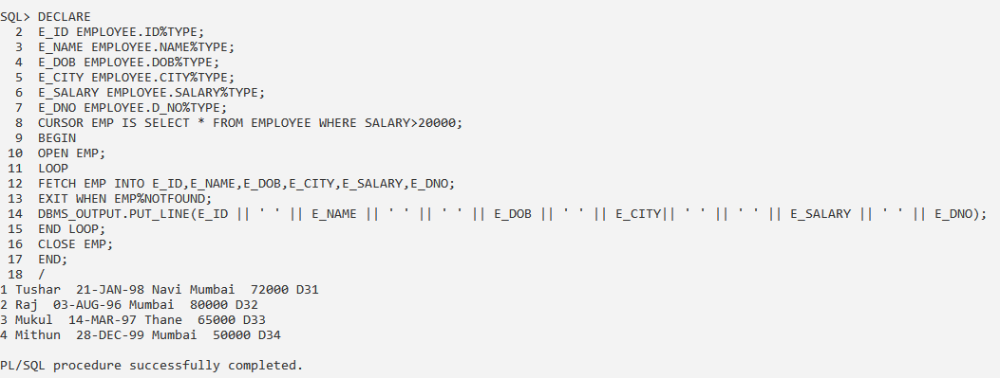 SQL> DECLARE
  2  E_ID EMPLOYEE.ID%TYPE;
  3  E_NAME EMPLOYEE.NAME%TYPE;
  4  E_DOB EMPLOYEE.DOB%TYPE;
  5  E_CITY EMPLOYEE.CITY%TYPE;
  6  E_SALARY EMPLOYEE.SALARY%TYPE;
  7  E_DNO EMPLOYEE.D_NO%TYPE;
  8  CURSOR EMP IS SELECT * FROM EMPLOYEE WHERE SALARY>20000;
  9  BEGIN
 10  OPEN EMP;
 11  LOOP
 12  FETCH EMP INTO E_ID,E_NAME,E_DOB,E_CITY,E_SALARY,E_DNO;
 13  EXIT WHEN EMP%NOTFOUND;
 14  DBMS_OUTPUT.PUT_LINE(E_ID || ' ' || E_NAME || ' ' || ' ' || E_DOB || ' ' || E_CITY|| ' ' || ' ' || E_SALARY || ' ' || E_DNO);
 15  END LOOP;
 16  CLOSE EMP;
 17  END;
 18  /
1 Tushar  21-JAN-98 Navi Mumbai  72000 D31
2 Raj  03-AUG-96 Mumbai  80000 D32
3 Mukul  14-MAR-97 Thane  65000 D33
4 Mithun  28-DEC-99 Mumbai  50000 D34
PL/SQL procedure successfully completed.